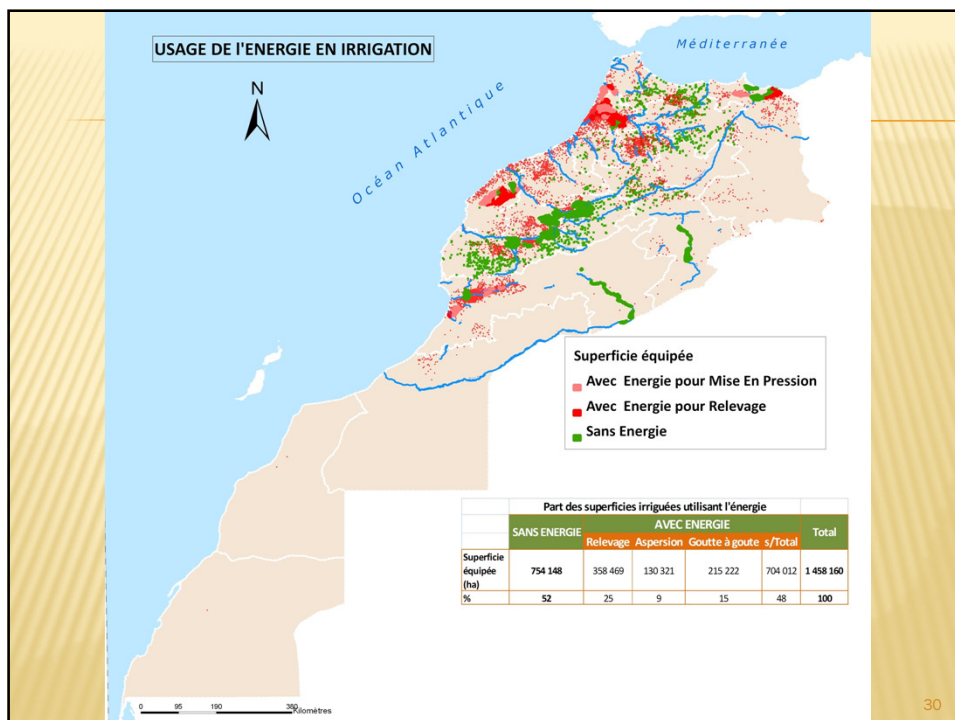 USAGE DE l'ENERGIE EN IRRIGATION
Méditerranée
N
Océan Atlantique
Superficie équipée
Avec Energie pour Mise En Pression
Avec Energie pour Relevage
Sans Energie
Part des superficies irriguées utilisant l'énergie
SANS ENERGIE AVEC ENERGIE Total
Relevage Aspersion Goutte à goute s/Total
Superficie équipée (ha) 754 148 358 469 130 321 215 222 704 012 1 458 160
% 52 25 9 15 48 100
0 95 190 380 Kilomètres
30